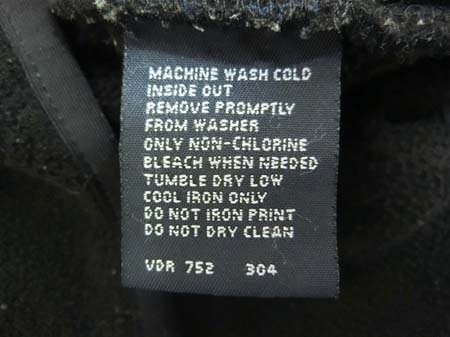 MACHINE WASH COLD
INSIDE OUT
REMOVE PROMPTLY
FROM WASHER
ONLY NON-CHLORINE
BLEACH WHEN NEEDED
TUMBLE DRY LOW
COOL IRON ONLY
DO NOT IRON PRINT
DO NOT DRY CLEAN
VDR 752 304